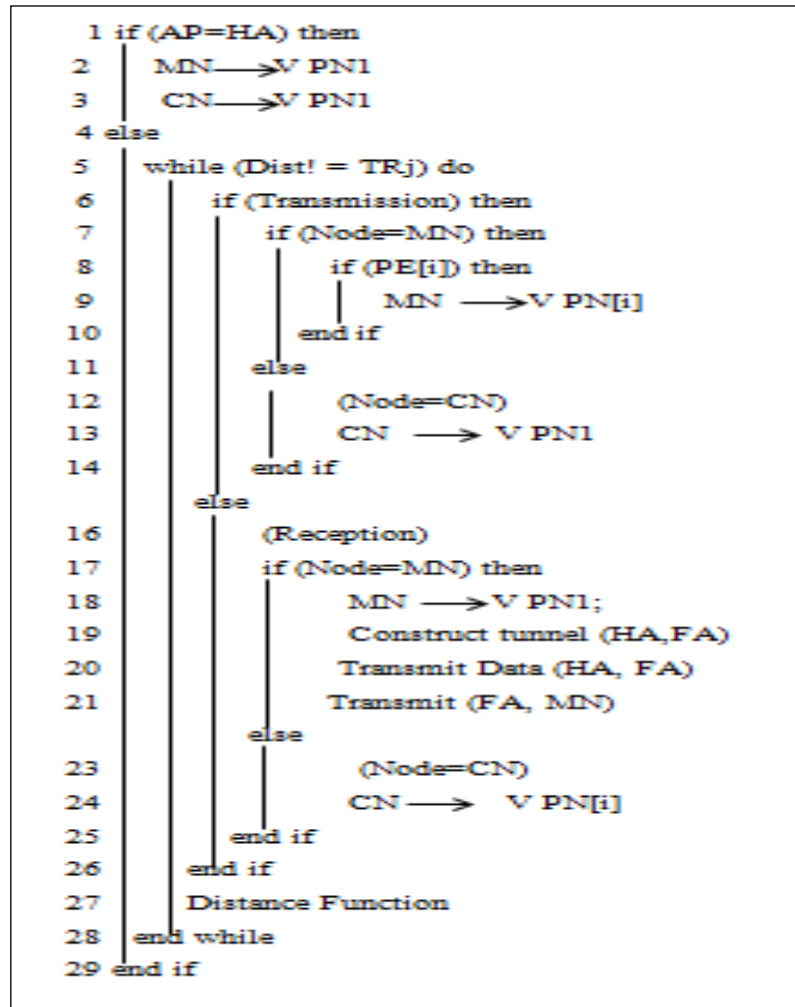 1 if (AP=HA) then
2 MN⟶V PN1
3 CN⟶V PN1
4 else
5 while (Dist! = TRj) do
6 if (Transmission) then
7 if (Node=MN) then
8 if (PE[i]) then
9 MN ⟶V PN[i]
10 end if
11 else
12 (Node=CN)
13 CN ⟶ V PN1
14 end if
else
16 (Reception)
17 if (Node=MN) then
18 MN ⟶V PN1;
19 Construct tunnel (HA,FA)
20 Transmit Data (HA, FA)
21 Transmit (FA, MN)
else
23 (Node=CN)
24 CN⟶ V PN[i]
25 end if
26 end if
27 Distance Function
28 end while
29 end if